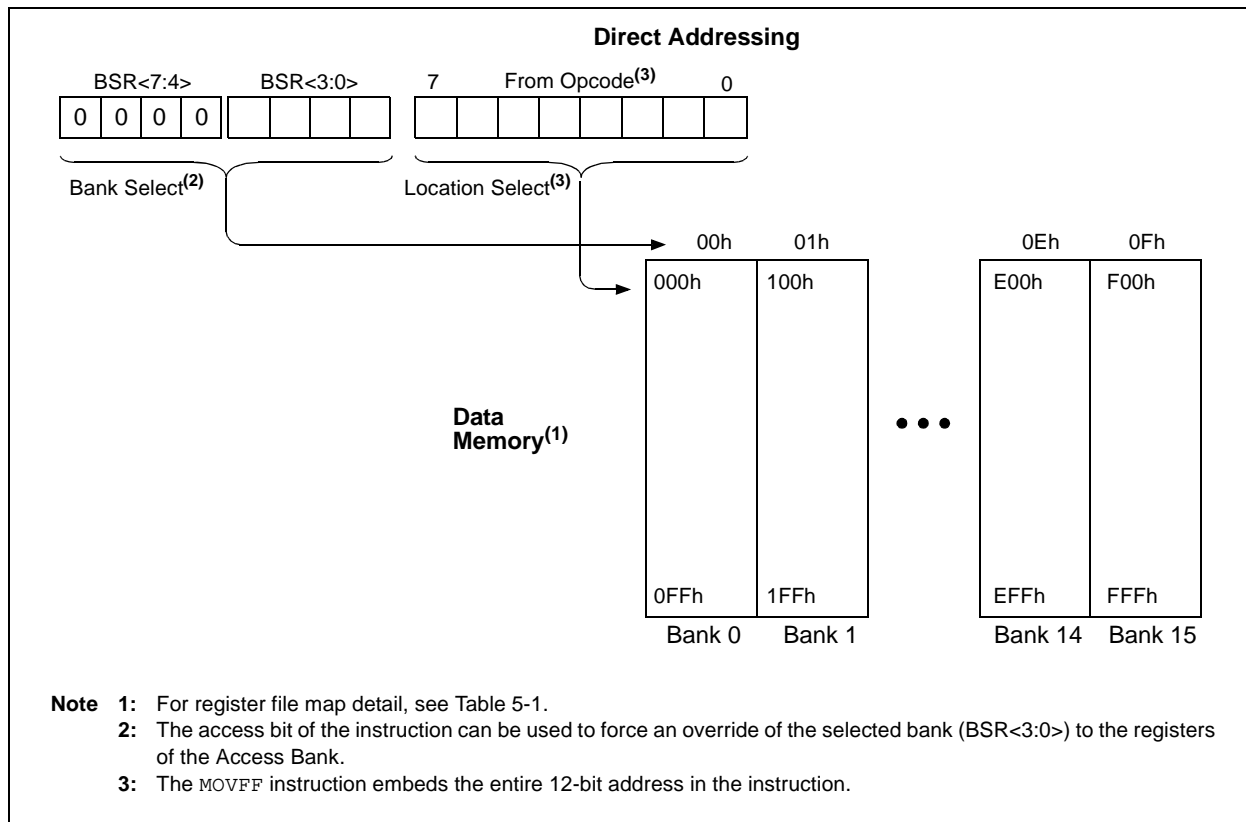 Direct Addressing
BSR<7:4> BSR<3:0> 7 From Opcode(3) 0
0 0 0 0
Bank Select(2) Location Select(3)
00h 01h 0Eh 0Fh
000h 100h E00h F00h
Data
Memory(1)
0FFh 1FFh EFFh FFFh
Bank 0 Bank 1 Bank 14 Bank 15
Note 1: For register file map detail, see Table 5-1.
2: The access bit of the instruction can be used to force an override of the selected bank (BSR<3:0>) to the registers
of the Access Bank.
3: The MOVFF instruction embeds the entire 12-bit address in the instruction.